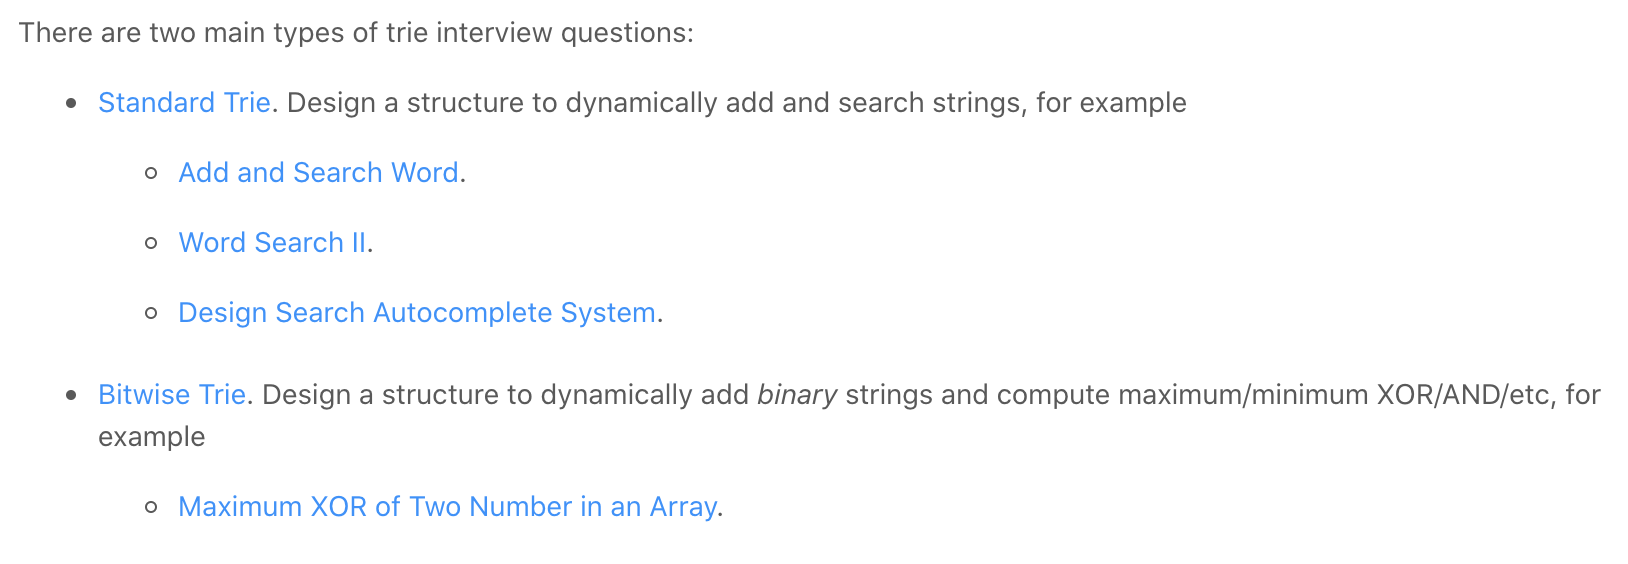 There are two main types of trie interview questions:
Standard Trie. Design a structure to dynamically add and search strings, for example
Add and Search Word.
Word Search II.
Design Search Autocomplete System.
Bitwise Trie. Design a structure to dynamically add binary strings and compute maximum/minimum XOR/AND/etc, for
example
Maximum XOR of Two Number in an Array.